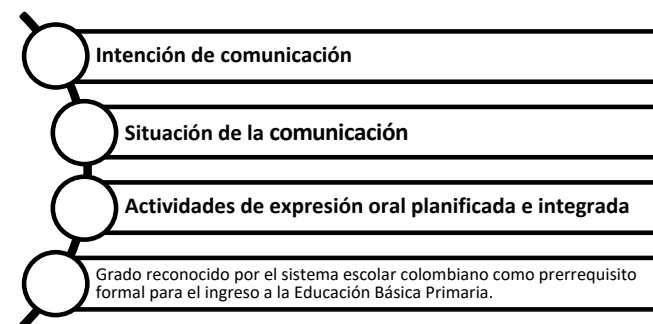 Intención de comunicación
Situación de la comunicación
Actividades de expresión oral planificada e integrada
Grado reconocido por el sistema escolar colombiano como prerrequisito
formal para el ingreso a la Educación Básica Primaria.